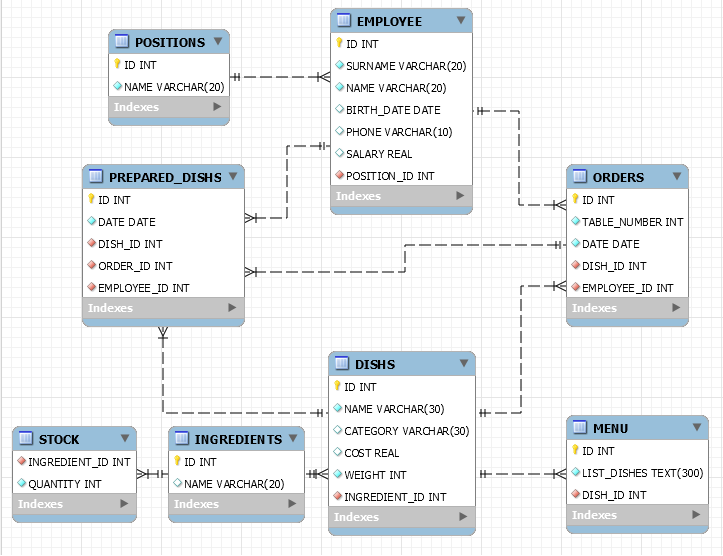 POSITIONS
ID INT
NAME VARCHAR(20)
Indexes
EMPLOYEE
ID INT
SURNAME VARCHAR(20)
NAME VARCHAR(20)
BIRTH_DATE DATE
PHONE VARCHAR(10)
SALARY REAL
POSITION_ID INT
Indexes
PREPARED_DISHS
ID INT
DATE DATE
DISH_ID INT
ORDER_ID INT
EMPLOYEE_ID INT
Indexes
ORDERS
ID INT
TABLE_NUMBER INT
DATE DATE
DISH_ID INT
EMPLOYEE_ID INT
Indexes
DISHS
ID INT
NAME VARCHAR(30)
CATEGORY VARCHAR(30)
COST REAL
WEIGHT INT
INGREDIENT_ID INT
Indexes
STOCK
INGREDIENT_ID INT
QUANTITY INT
Indexes
INGREDIENTS
ID INT
NAME VARCHAR(20)
Indexes
MENU
ID INT
LIST_DISHES TEXT(300)
DISH_ID INT
Indexes